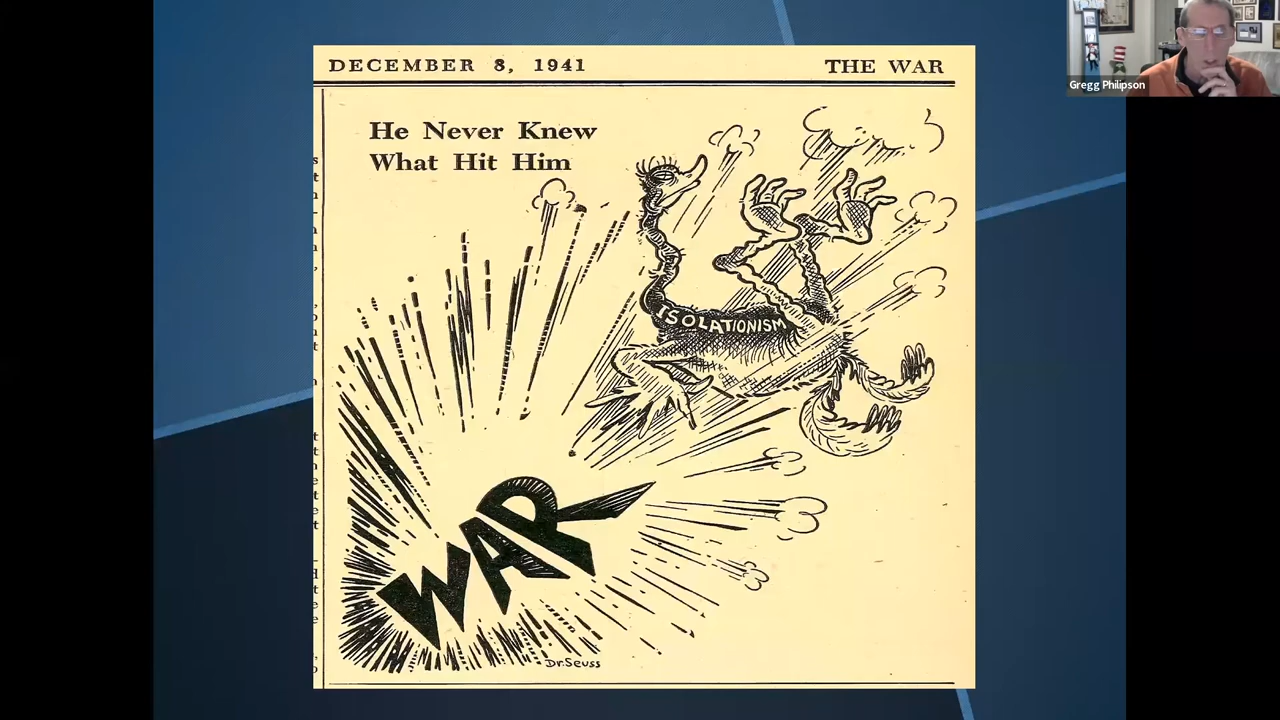 DECEMBER 8, 1941
THE WAR
He Never Knew
What Hit Him
ISOLATIONISM
WAR
Dr. Seuss
Gregg Philipson